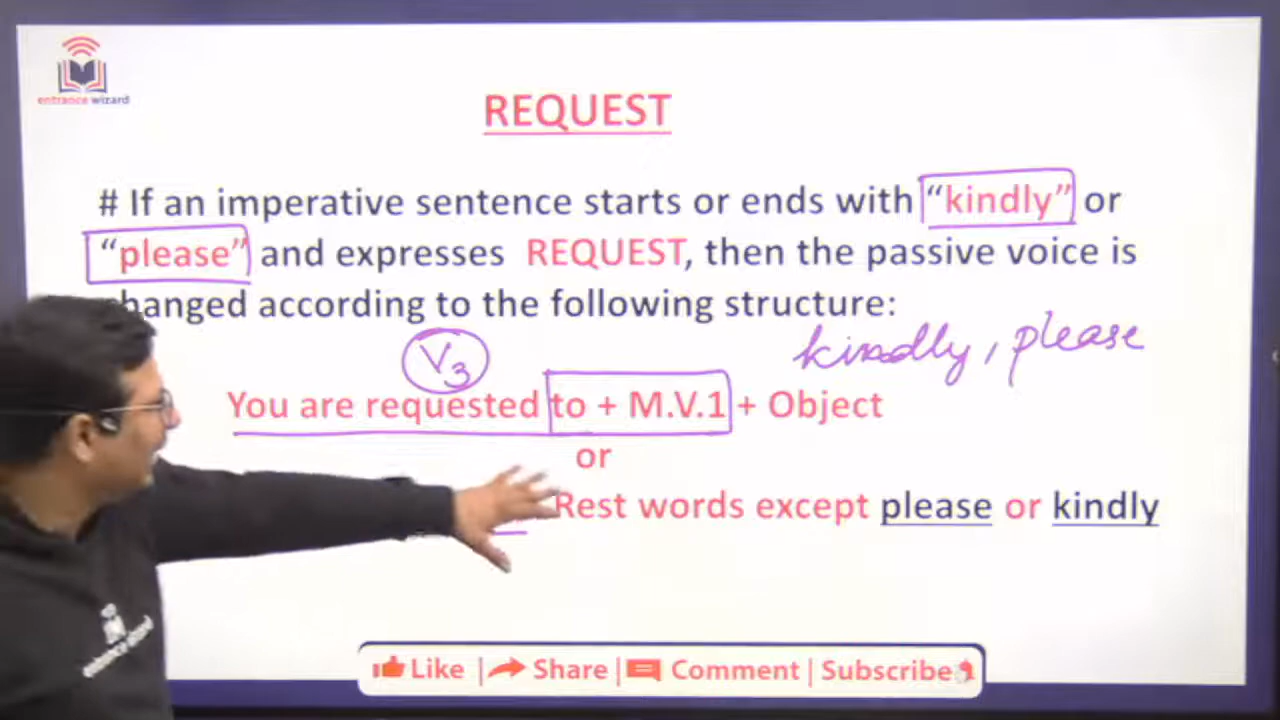 entrance wizard
REQUEST
# If an imperative sentence starts or ends with “kindly” or
“please” and expresses REQUEST, then the passive voice is
changed according to the following structure:
V3
kindly, please
You are requested to + M.V.1 + Object
or
Rest words except please or kindly
Like | Share | Comment | Subscribe